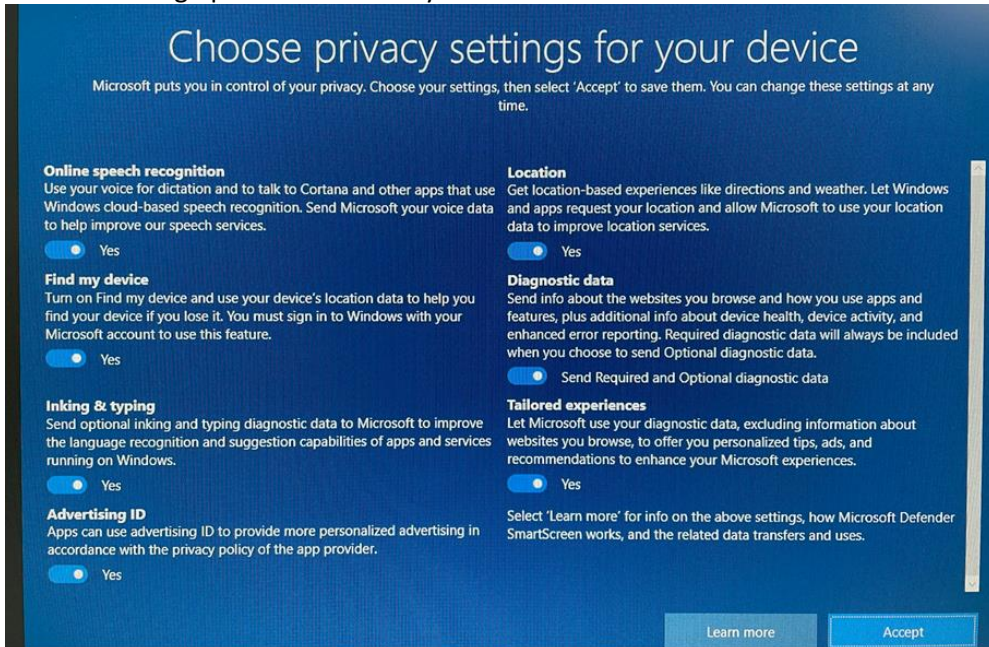 Choose privacy settings for your device
Microsoft puts you in control of your privacy. Choose your settings, then select 'Accept' to save them. You can change these settings at any
time.
Online speech recognition
Use your voice for dictation and to talk to Cortana and other apps that use
Windows cloud-based speech recognition. Send Microsoft your voice data
to help improve our speech services.
Yes
Find my device
Turn on Find my device and use your device's location data to help you
find your device if you lose it. You must sign in to Windows with your
Microsoft account to use this feature.
Yes
Inking & typing
Send optional inking and typing diagnostic data to Microsoft to improve
the language recognition and suggestion capabilities of apps and services
running on Windows.
Yes
Advertising ID
Apps can use advertising ID to provide more personalized advertising in
accordance with the privacy policy of the app provider.
Yes
Location
Get location-based experiences like directions and weather. Let Windows
and apps request your location and allow Microsoft to use your location
data to improve location services.
Yes
Diagnostic data
Send info about the websites you browse and how you use apps and
features, plus additional info about device health, device activity, and
enhanced error reporting. Required diagnostic data will always be included
when you choose to send Optional diagnostic data.
Send Required and Optional diagnostic data
Tailored experiences
Let Microsoft use your diagnostic data, excluding information about
websites you browse, to offer you personalized tips, ads, and
recommendations to enhance your Microsoft experiences.
Yes
Select 'Learn more' for info on the above settings, how Microsoft Defender
SmartScreen works, and the related data transfers and uses.
Learn more
Accept